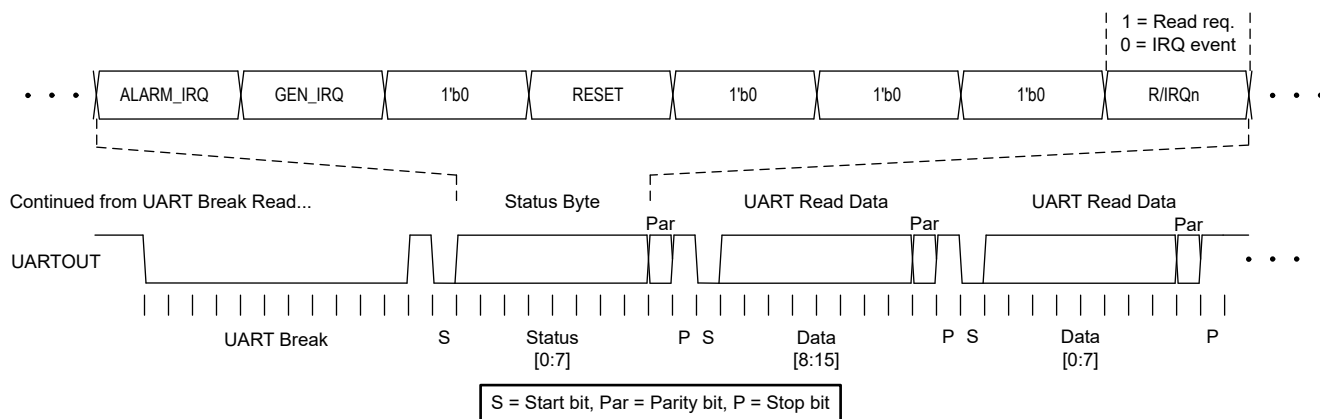 1 = Read req.
0 = IRQ event
ALARM_IRQ GEN_IRQ 1'b0 RESET 1'b0 1'b0 1'b0 R/IRQn
Continued from UART Break Read... Status Byte UART Read Data UART Read Data
Par Par Par
UARTOUT
UART Break S Status P S Data P S Data P
[0:7] [8:15] [0:7]
S = Start bit, Par = Parity bit, P = Stop bit